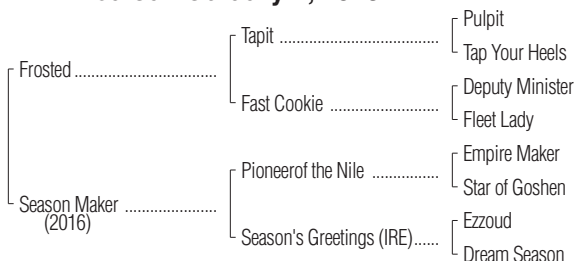 Pulpit
Tapit ........................................
Tap Your Heels
Frosted ....................................
Deputy Minister
Fast Cookie ...........................
Fleet Lady
Empire Maker
Pioneerof the Nile .................
Star of Goshen
Season Maker .......................
(2016)
Ezzoud
Season's Greetings (IRE)......
Dream Season